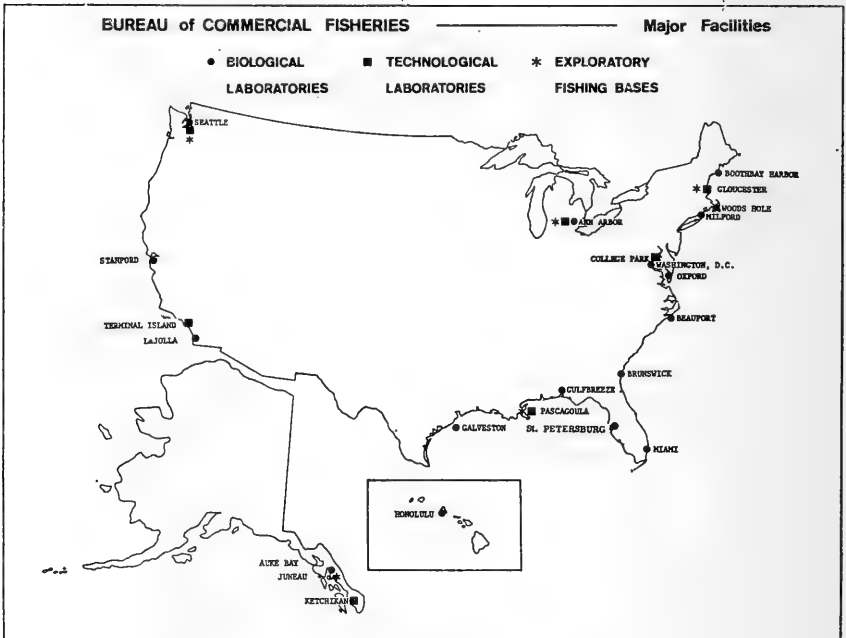 BUREAU of COMMERCIAL FISHERIES Major Facilities
● BIOLOGICAL ■ TECHNOLOGICAL * EXPLORATORY
LABORATORIES LABORATORIES FISHING BASES
SEATTLE
BOOTHBAY HARBOR
GLOUCESTER
WOODS HOLE
MILFORD
ANN ARBOR
STANFORD
COLLEGE PARK
WASHINGTON, D.C.
OXFORD
BEAUFORT
TERMINAL ISLAND
LaJOLLA
BRUNSWICK
GULFBREEZE
PASCAGOULA
GALVESTON
St. PETERSBURG
MIAMI
HONOLULU
AUKE BAY
JUNEAU
KETCHIKAN